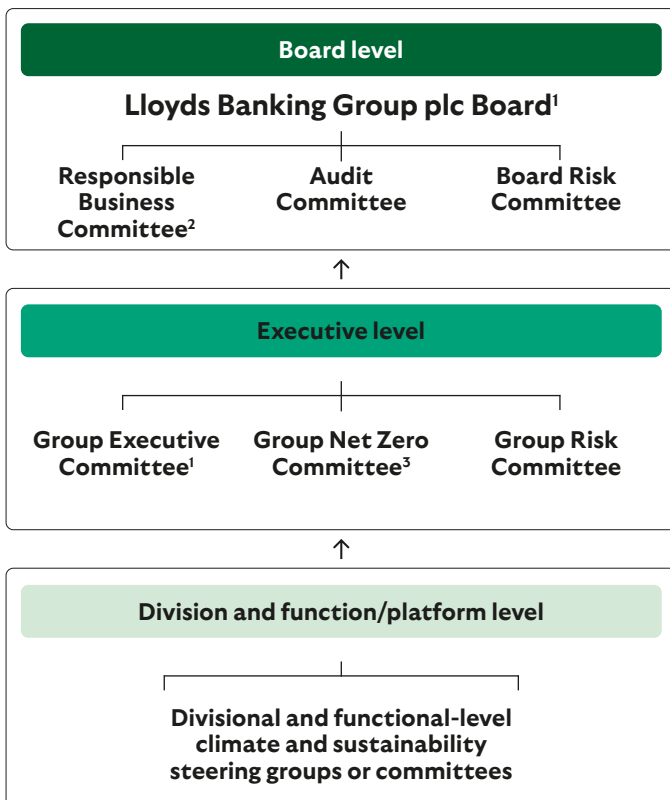 Board level
Lloyds Banking Group plc Board¹
Responsible
Business
Committee²
Audit
Committee
Board Risk
Committee
Executive level
Group Executive
Committee¹
Group Net Zero
Committee³
Group Risk
Committee
Division and function/platform level
Divisional and functional-level
climate and sustainability
steering groups or committees